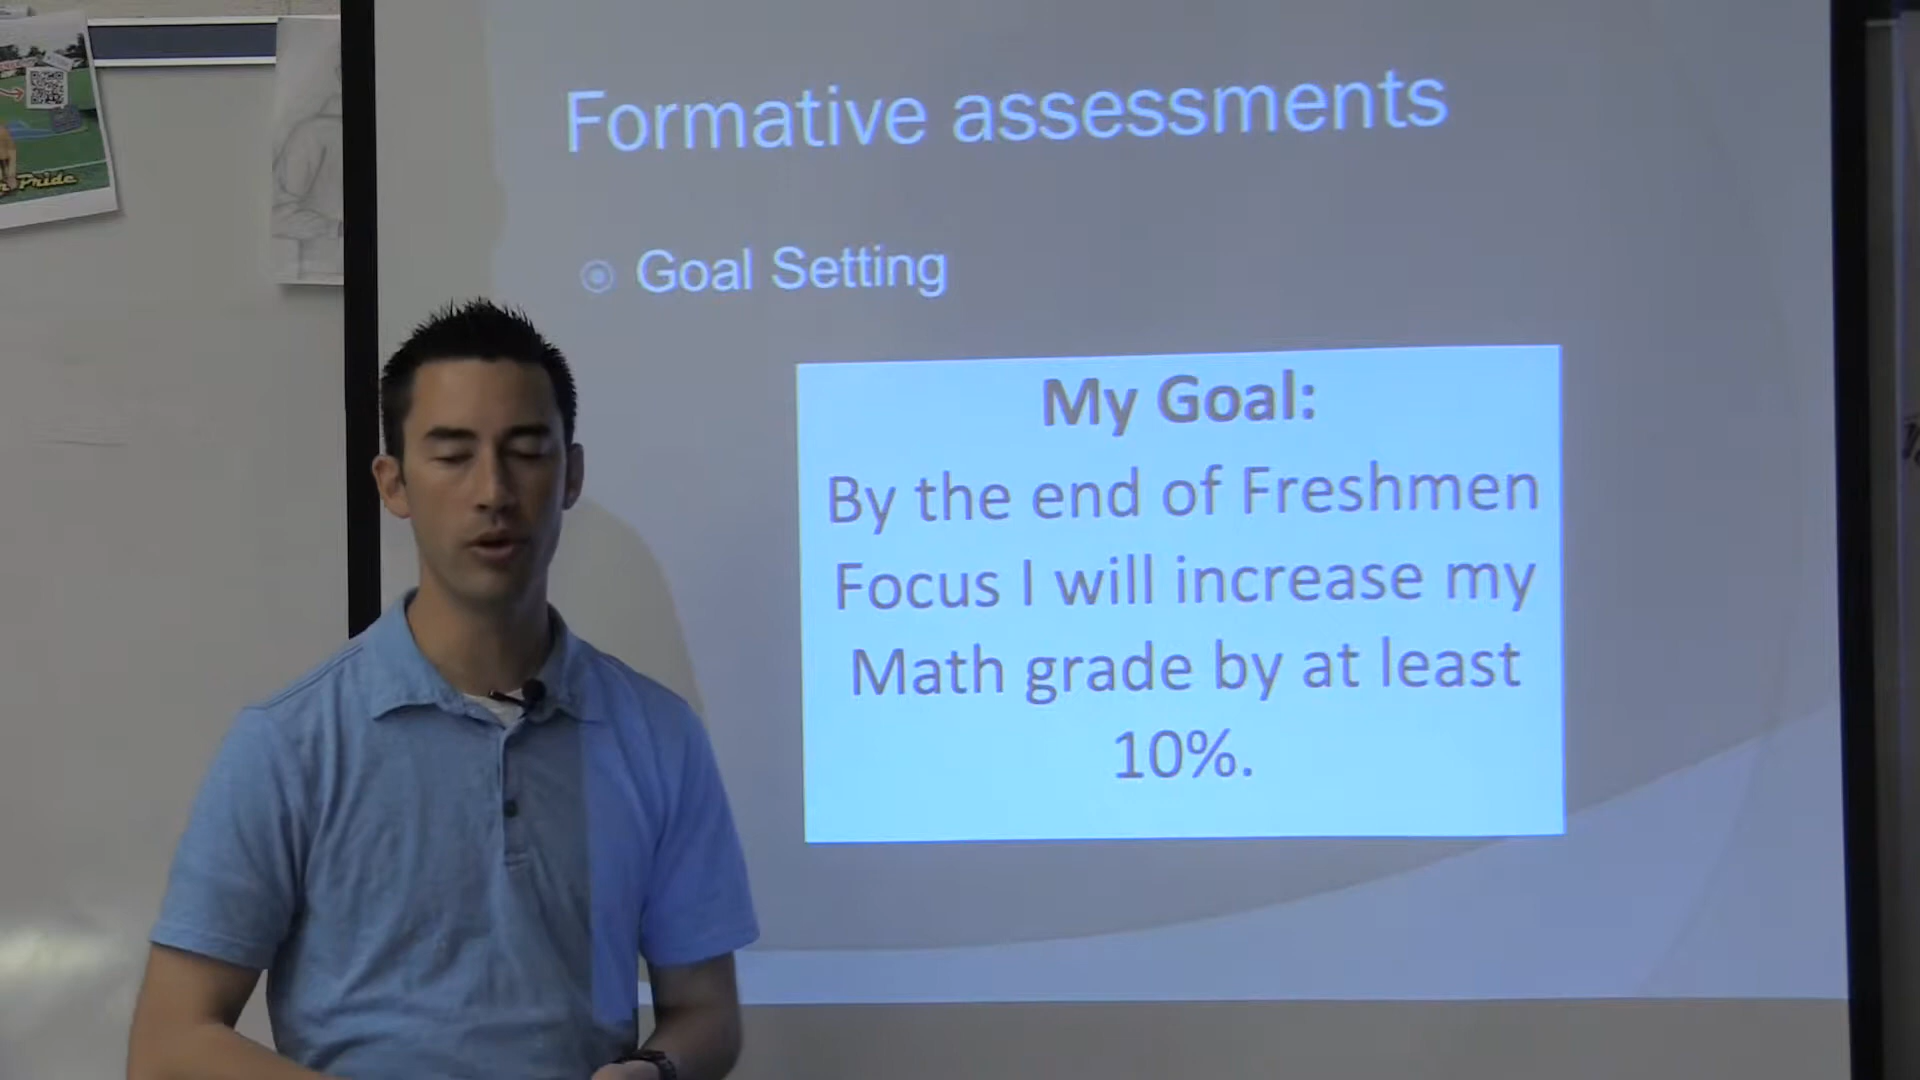 Formative assessments
Goal Setting
My Goal:
By the end of Freshmen
Focus I will increase my
Math grade by at least
10%.
Pride